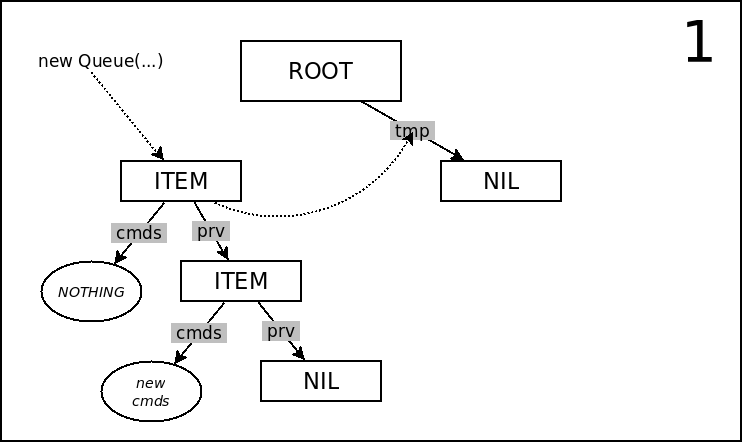 1
new Queue(...)
ROOT
tmp
ITEM
NIL
cmds
prv
NOTHING
ITEM
cmds
prv
new
cmds
NIL